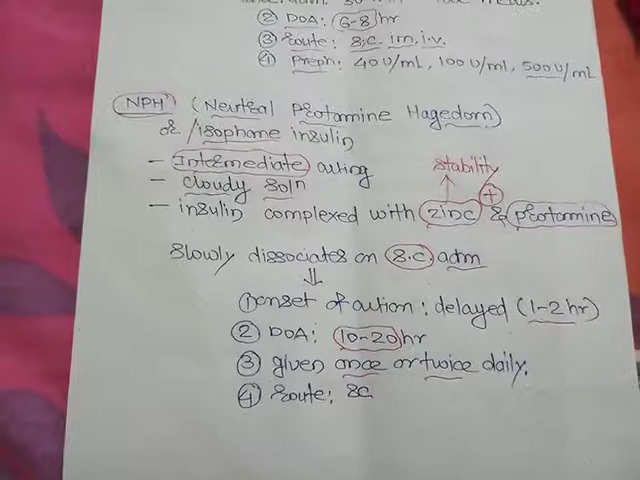 ② DOA: (6-8) hr
③ Route: s.c. im. i.v.
④ Prepn: 40 U/mL, 100 U/mL, 500 U/mL
NPH (Neutral Protamine Hagedorn)
or /isophane insulin
- Intermediate acting
stability
- cloudy soln
+
- insulin complexed with zinc & protamine
slowly dissociates on s.c. adm
⇓
① onset of action: delayed (1-2 hr)
② DOA: (10-20) hr
③ given once or twice daily.
④ Route: SC